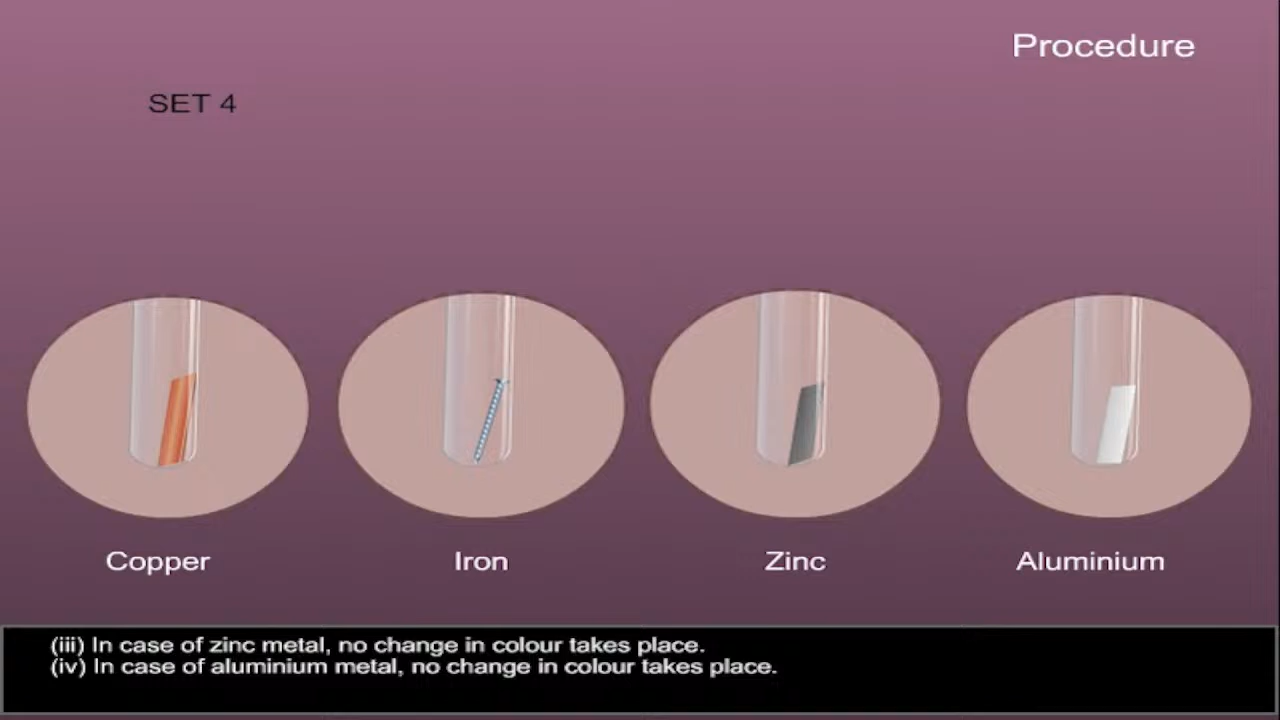 Procedure
SET 4
Copper Iron Zinc Aluminium
(iii) In case of zinc metal, no change in colour takes place.
(iv) In case of aluminium metal, no change in colour takes place.